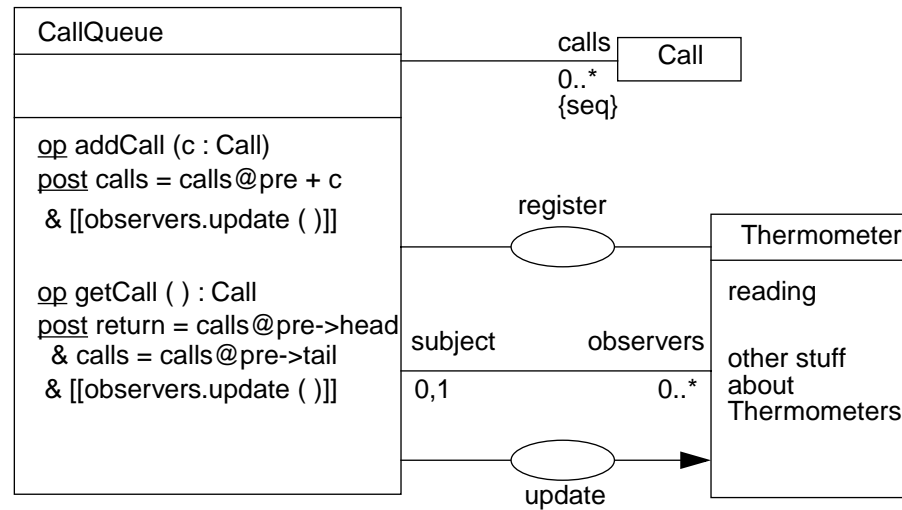 CallQueue
op addCall (c : Call)
post calls = calls@pre + c
& [[observers.update ( )]]
op getCall ( ) : Call
post return = calls@pre->head
& calls = calls@pre->tail
& [[observers.update ( )]]
calls
0..*
{seq}
Call
register
subject
observers
0,1
0..*
update
Thermometer
reading
other stuff
about
Thermometers